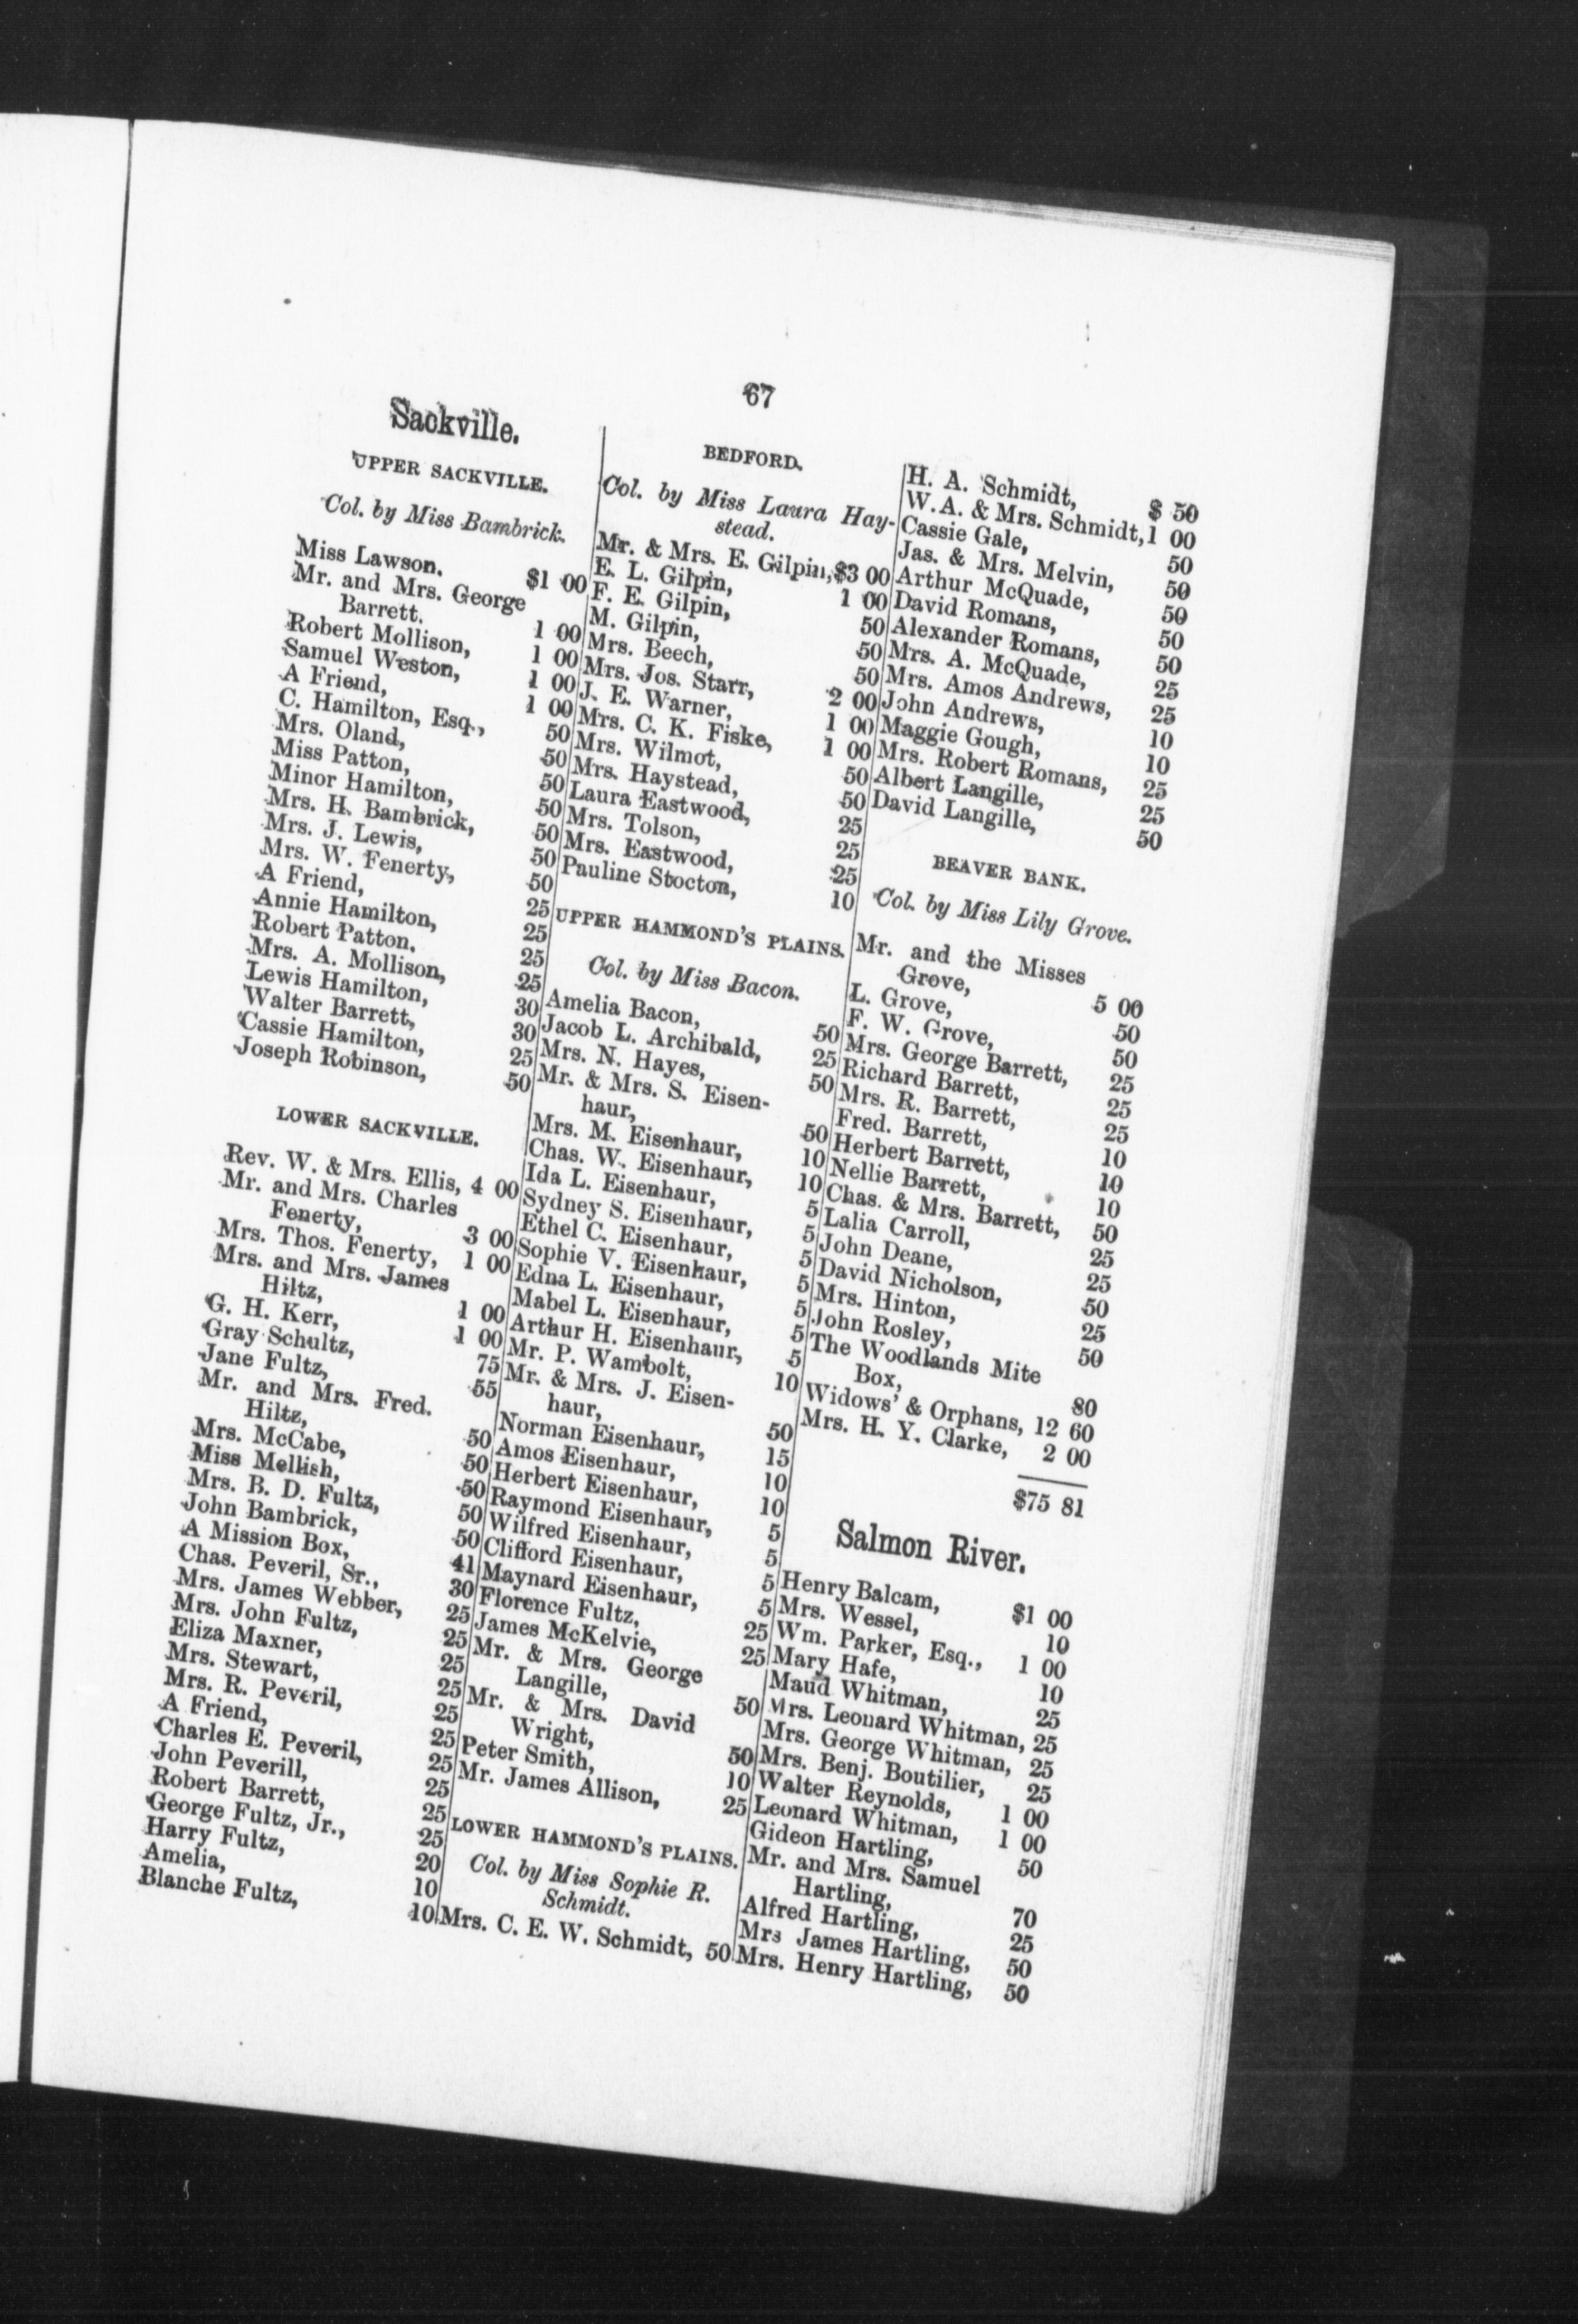 67
Sackville.
UPPER SACKVILLE.
Col. by Miss Bambrick.
Miss Lawson. $1 00
Mr. and Mrs. George
Barrett. 1 00
Robert Mollison, 1 00
Samuel Weston, 1 00
A Friend, 1 00
C. Hamilton, Esq., 50
Mrs. Oland, 50
Miss Patton, 50
Minor Hamilton, 50
Mrs. H. Bambrick, 50
Mrs. J. Lewis, 50
Mrs. W. Fenerty, 50
A Friend, 25
Annie Hamilton, 25
Robert Patton. 25
Mrs. A. Mollison, 25
Lewis Hamilton, 30
Walter Barrett, 30
Cassie Hamilton, 25
Joseph Robinson, 50
LOWER SACKVILLE.
Rev. W. & Mrs. Ellis, 4 00
Mr. and Mrs. Charles
Fenerty, 3 00
Mrs. Thos. Fenerty, 1 00
Mrs. and Mrs. James
Hiltz, 1 00
G. H. Kerr, 1 00
Gray Schultz, 75
Jane Fultz, 55
Mr. and Mrs. Fred.
Hiltz, 50
Mrs. McCabe, 50
Miss Mellish, 50
Mrs. B. D. Fultz, 50
John Bambrick, 50
A Mission Box, 41
Chas. Peveril, Sr., 30
Mrs. James Webber, 25
Mrs. John Fultz, 25
Eliza Maxner, 25
Mrs. Stewart, 25
Mrs. R. Peveril, 25
A Friend, 25
Charles E. Peveril, 25
John Peverill, 25
Robert Barrett, 25
George Fultz, Jr., 25
Harry Fultz, 20
Amelia, 10
Blanche Fultz, 10
BEDFORD.
Col. by Miss Laura Hay-
stead.
Mr. & Mrs. E. Gilpin, $3 00
E. L. Gilpin, 1 00
F. E. Gilpin, 50
M. Gilpin, 50
Mrs. Beech, 50
Mrs. Jos. Starr, 2 00
J. E. Warner, 1 00
Mrs. C. K. Fiske, 1 00
Mrs. Wilmot, 50
Mrs. Haystead, 50
Laura Eastwood, 25
Mrs. Tolson, 25
Mrs. Eastwood, 25
Pauline Stocton, 10
UPPER HAMMOND'S PLAINS.
Col. by Miss Bacon.
Amelia Bacon, 50
Jacob L. Archibald, 25
Mrs. N. Hayes, 50
Mr. & Mrs. S. Eisen-
haur, 50
Mrs. M. Eisenhaur, 10
Chas. W. Eisenhaur, 10
Ida L. Eisenhaur, 5
Sydney S. Eisenhaur, 5
Ethel C. Eisenhaur, 5
Sophie V. Eisenhaur, 5
Edna L. Eisenhaur, 5
Mabel L. Eisenhaur, 5
Arthur H. Eisenhaur, 5
Mr. P. Wambolt, 10
Mr. & Mrs. J. Eisen-
haur, 50
Norman Eisenhaur, 15
Amos Eisenhaur, 10
Herbert Eisenhaur, 10
Raymond Eisenhaur, 5
Wilfred Eisenhaur, 5
Clifford Eisenhaur, 5
Maynard Eisenhaur, 5
Florence Fultz, 25
James McKelvie, 25
Mr. & Mrs. George
Langille, 50
Mr. & Mrs. David
Wright, 50
Peter Smith, 10
Mr. James Allison, 25
LOWER HAMMOND'S PLAINS.
Col. by Miss Sophie R.
Schmidt.
Mrs. C. E. W. Schmidt, 50
H. A. Schmidt, $ 50
W. A. & Mrs. Schmidt, 1 00
Cassie Gale, 50
Jas. & Mrs. Melvin, 50
Arthur McQuade, 50
David Romans, 50
Alexander Romans, 50
Mrs. A. McQuade, 25
Mrs. Amos Andrews, 25
John Andrews, 10
Maggie Gough, 10
Mrs. Robert Romans, 25
Albert Langille, 25
David Langille, 50
BEAVER BANK.
Col. by Miss Lily Grove.
Mr. and the Misses
Grove, 5 00
L. Grove, 50
F. W. Grove, 50
Mrs. George Barrett, 25
Richard Barrett, 25
Mrs. R. Barrett, 25
Fred. Barrett, 10
Herbert Barrett, 10
Nellie Barrett, 10
Chas. & Mrs. Barrett, 50
Lalia Carroll, 25
John Deane, 25
David Nicholson, 50
Mrs. Hinton, 25
John Rosley, 50
The Woodlands Mite
Box, 80
Widows' & Orphans, 12 60
Mrs. H. Y. Clarke, 2 00
$75 81
Salmon River.
Henry Balcam, $1 00
Mrs. Wessel, 10
Wm. Parker, Esq., 1 00
Mary Hafe, 10
Maud Whitman, 25
Mrs. Leonard Whitman, 25
Mrs. George Whitman, 25
Mrs. Benj. Boutilier, 25
Walter Reynolds, 1 00
Leonard Whitman, 1 00
Gideon Hartling, 50
Mr. and Mrs. Samuel
Hartling, 70
Alfred Hartling, 25
Mrs James Hartling, 50
Mrs. Henry Hartling, 50